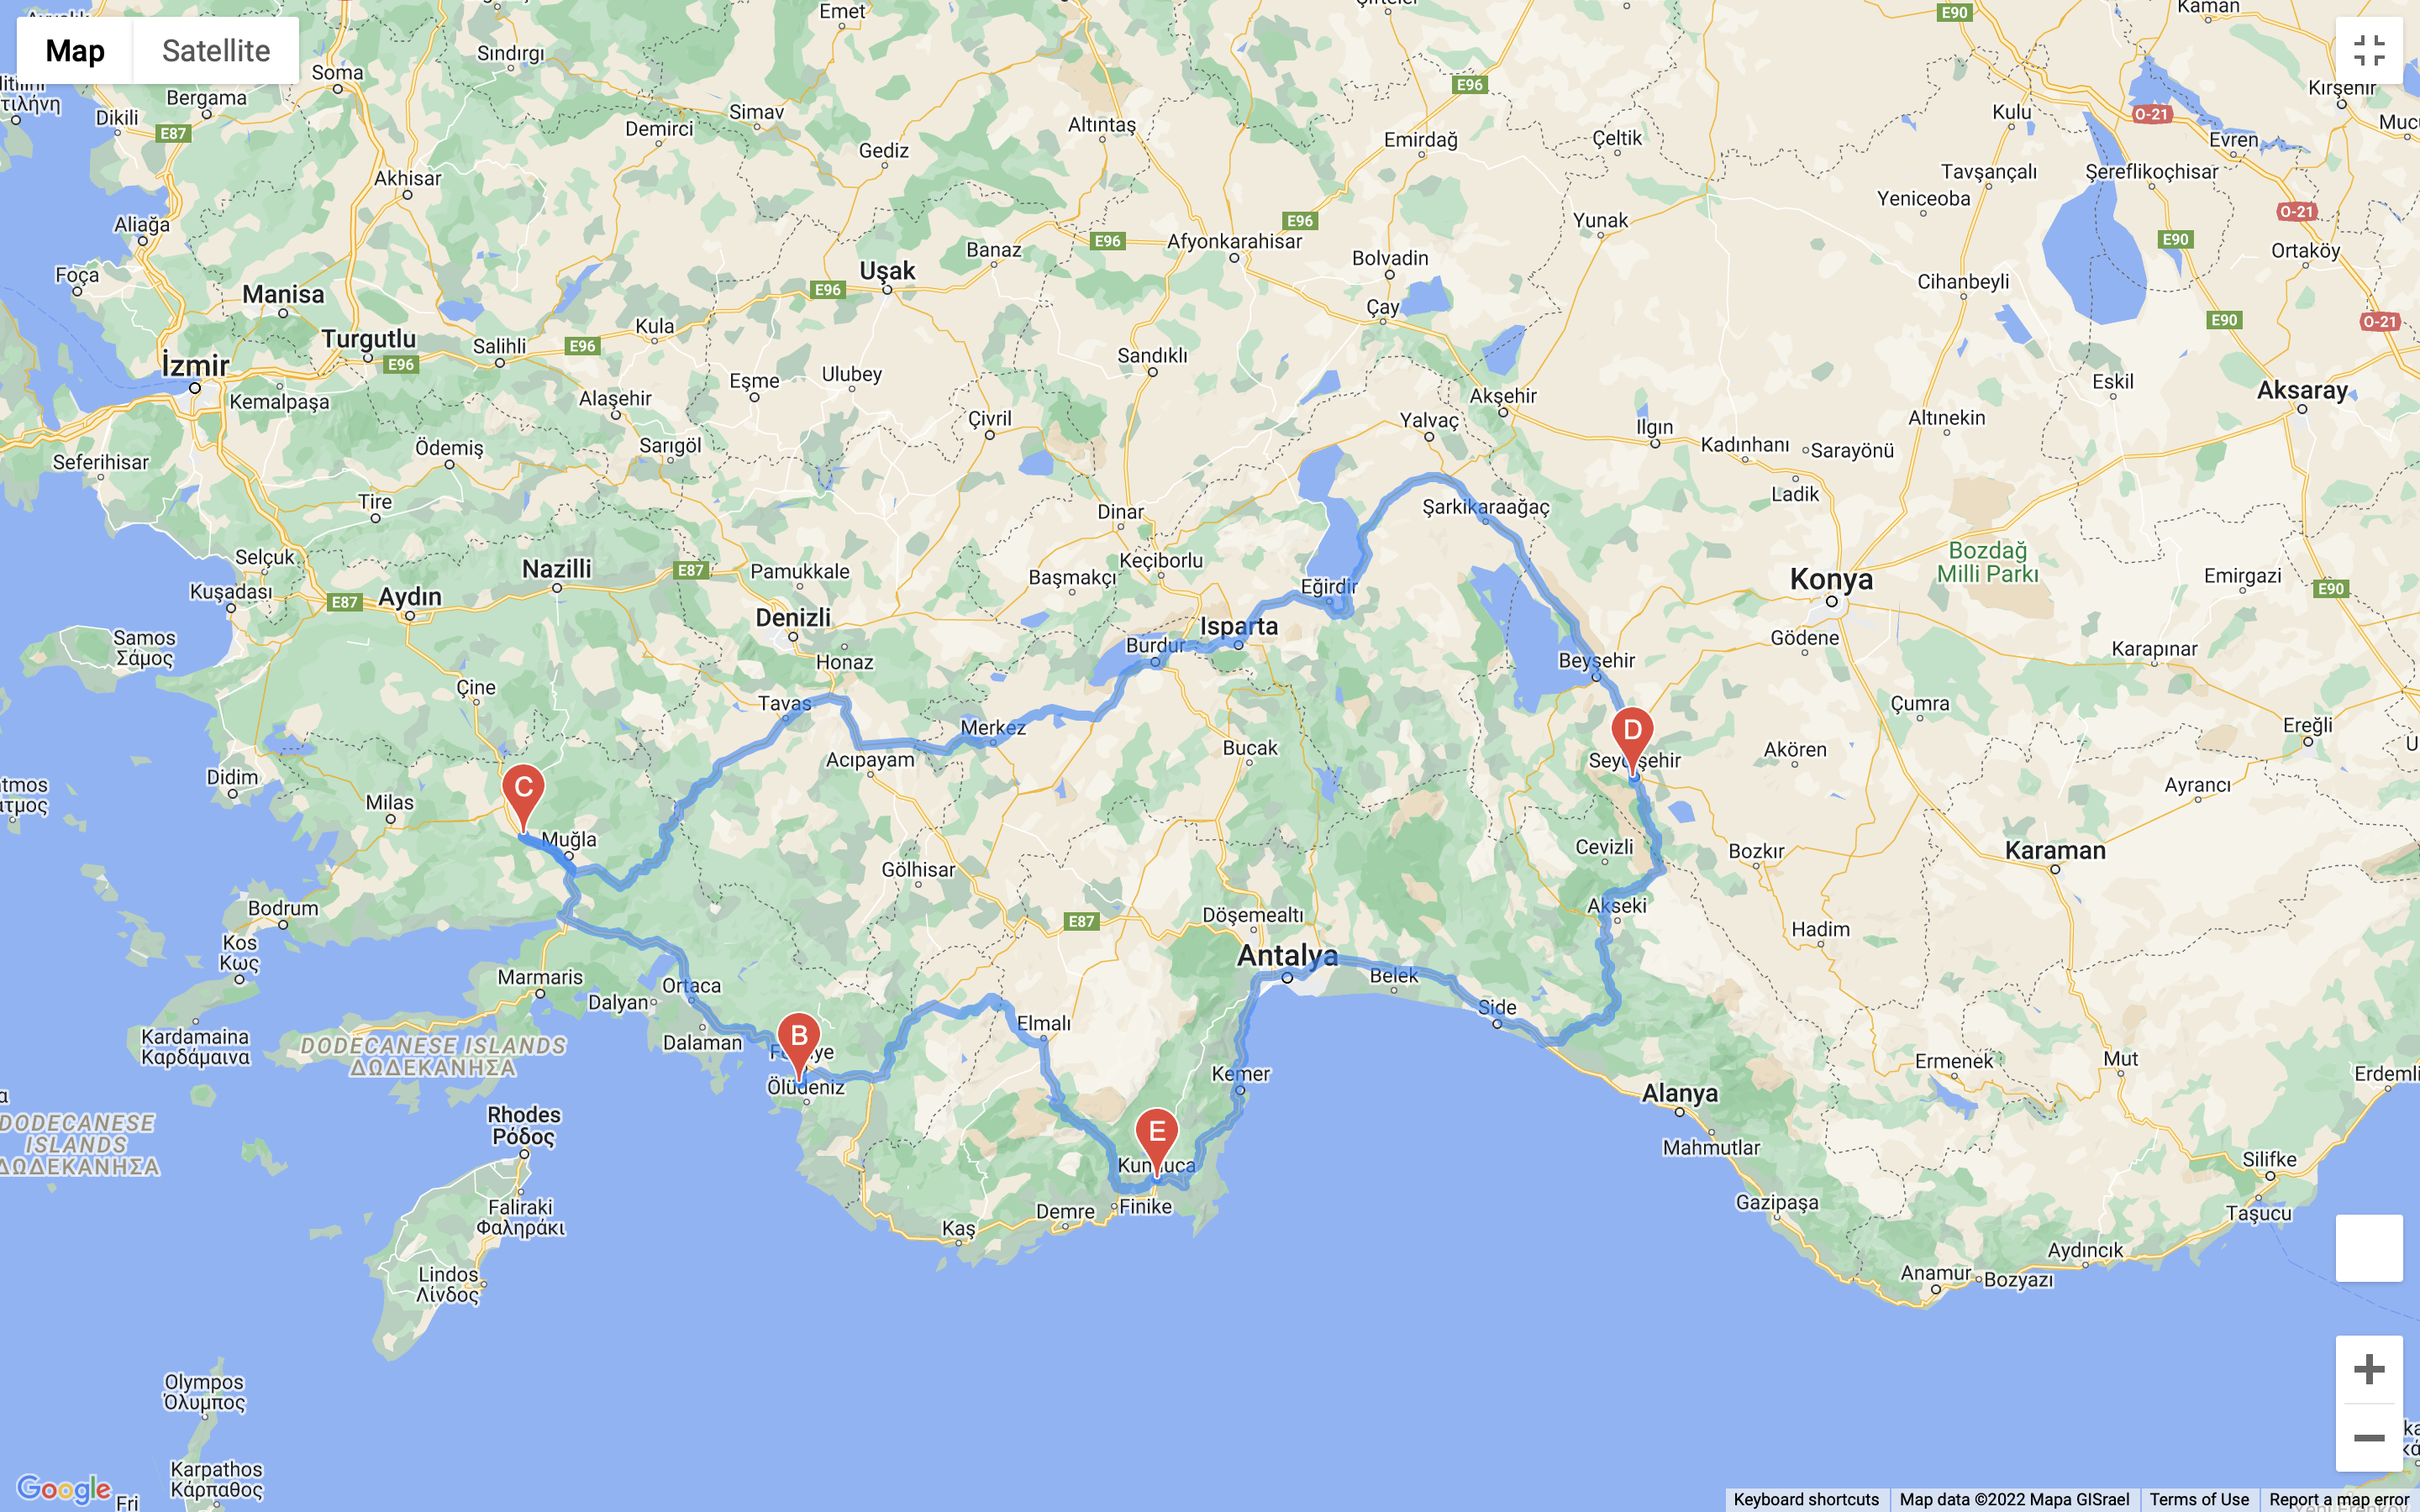 Map
Satellite
Emet
E90
Kaman
Sındırgı
Soma
Bergama
Dikili
E87
Simav
Demirci
Gediz
Altıntaş
E96
Emirdağ
Çeltik
Kulu
O-21
Kırşehir
Evren
Tavşançalı
Şereflikoçhisar
Yeniceoba
O-21
Akhisar
Aliağa
Foça
Manisa
Banaz
E96
Afyonkarahisar
E96
Bolvadin
Yunak
E90
Ortaköy
Uşak
E96
Cihanbeyli
Çay
E90
O-21
Turgutlu
E96
Salihli
E96
Kula
İzmir
Kemalpaşa
Sandıklı
Eşme
Ulubey
Alaşehir
Akşehir
Eskil
Aksaray
Çivril
Yalvaç
Ilgın
Altınekin
Kadınhanı
Sarayönü
Ödemiş
Sarıgöl
Seferihisar
Ladik
Tire
Dinar
Şarkikaraağaç
Selçuk
Nazilli
E87
Pamukkale
Keçiborlu
Başmakçı
Eğirdir
Konya
Bozdağ
Milli Parkı
Emirgazi
E90
Kuşadası
E87
Aydın
Denizli
Isparta
Gödene
Samos
Σάμος
Honaz
Burdur
Beyşehir
Karapınar
Çine
Tavas
Merkez
Çumra
Ereğli
D
Acıpayam
Bucak
Akören
Didim
C
Milas
Ayrancı
Muğla
Cevizli
Bozkır
Karaman
Gölhisar
Bodrum
E87
Döşemealtı
Akseki
Hadim
Kos
Κως
Antalya
Marmaris
Ortaca
Dalyan
Belek
Side
Kardamaina
Καρδάμαινα
DODECANESE ISLANDS
ΔΩΔΕΚΑΝΗΣΑ
Dalaman
B
Elmalı
Ölüdeniz
Kemer
Ermenek
Mut
Erdemli
Alanya
DODECANESE
ISLANDS
ΔΩΔΕΚΑΝΗΣΑ
Rhodes
Ρόδος
E
Mahmutlar
Silifke
Faliraki
Φαληράκι
Demre
Finike
Kaş
Gazipaşa
Taşucu
Lindos
Λίνδος
Aydıncık
Anamur
Bozyazı
Olympos
Όλυμπος
Karpathos
Κάρπαθος
Google
Fri
Keyboard shortcuts
Map data ©2022 Mapa GISrael
Terms of Use
Report a map error